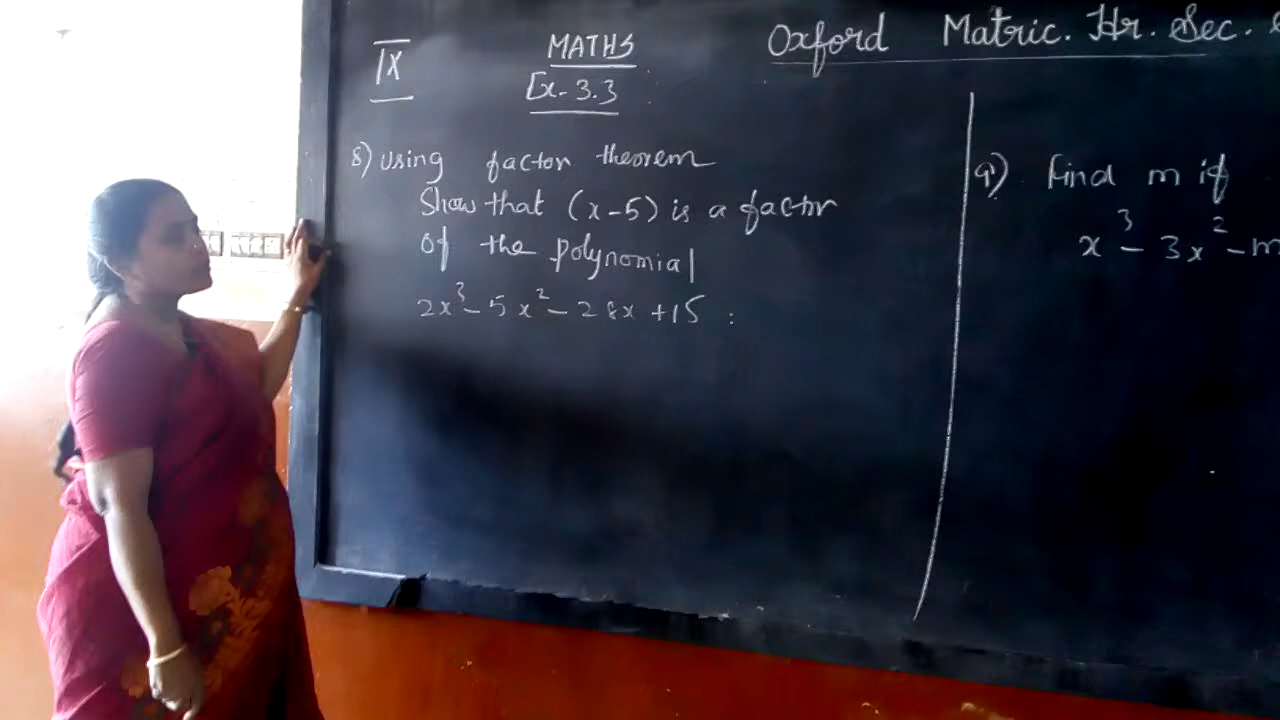 IX
MATHS
Ex-3.3
Oxford Matric. Hr. Sec.
8) Using factor theorem
Show that (x-5) is a factor
of the polynomial
2x³-5x²-28x+15:
9) Find m if
x³-3x²-m